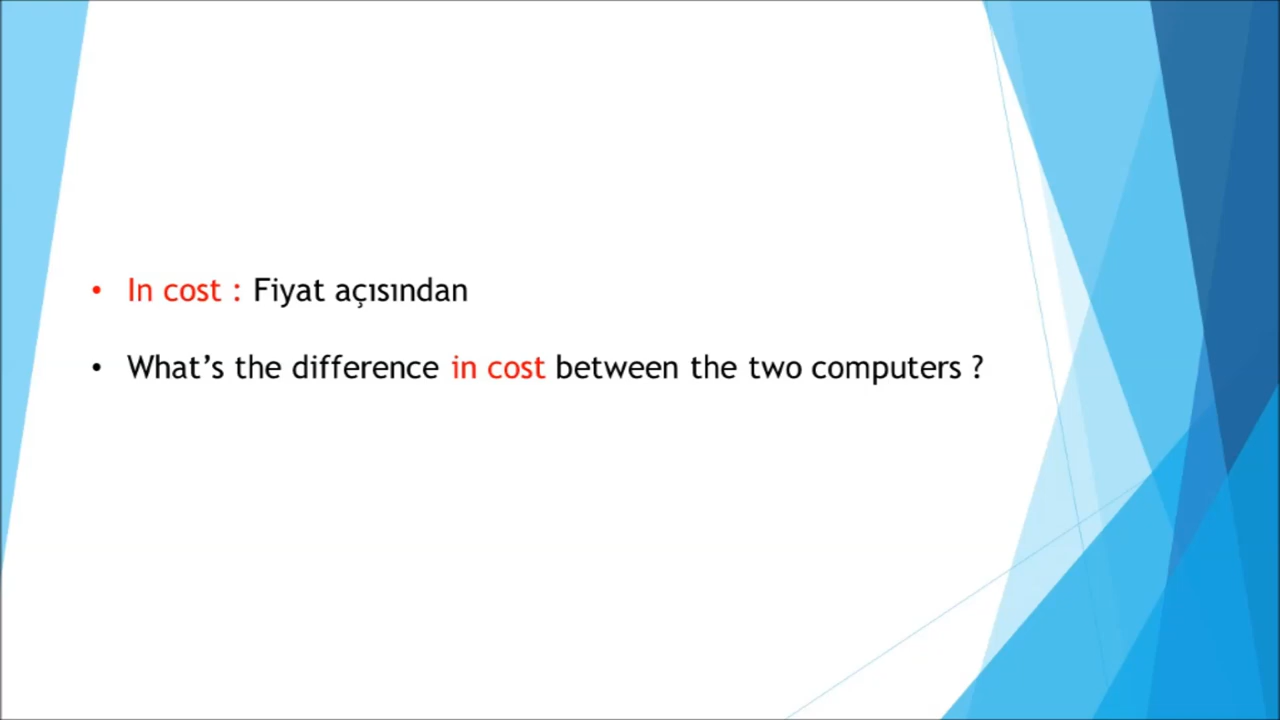 • In cost : Fiyat açısından
• What’s the difference in cost between the two computers ?